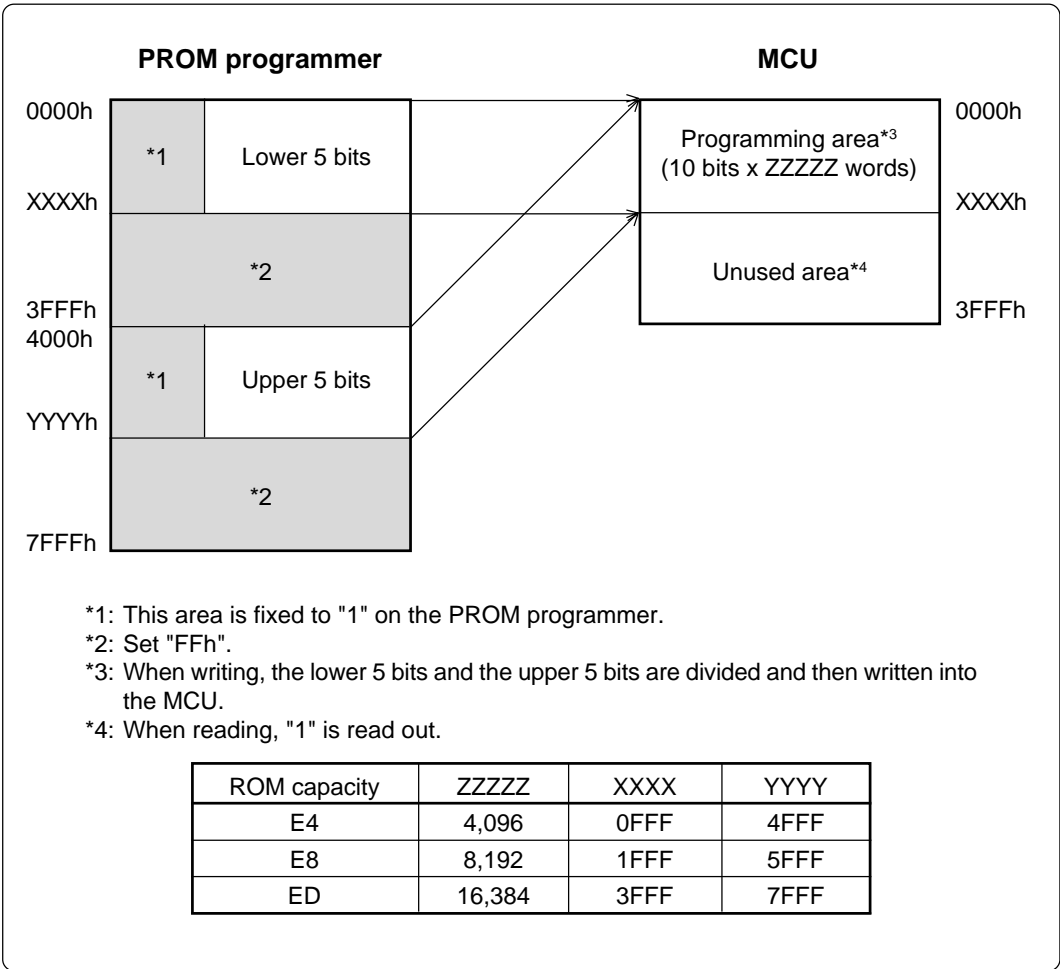 PROM programmer MCU
0000h 0000h
*1 Lower 5 bits Programming area*3
(10 bits x ZZZZZ words)
XXXXh XXXXh
*2 Unused area*4
3FFFh 3FFFh
4000h
*1 Upper 5 bits
YYYYh
*2
7FFFh
*1: This area is fixed to "1" on the PROM programmer.
*2: Set "FFh".
*3: When writing, the lower 5 bits and the upper 5 bits are divided and then written into
the MCU.
*4: When reading, "1" is read out.
ROM capacity ZZZZZ XXXX YYYY
E4 4,096 0FFF 4FFF
E8 8,192 1FFF 5FFF
ED 16,384 3FFF 7FFF